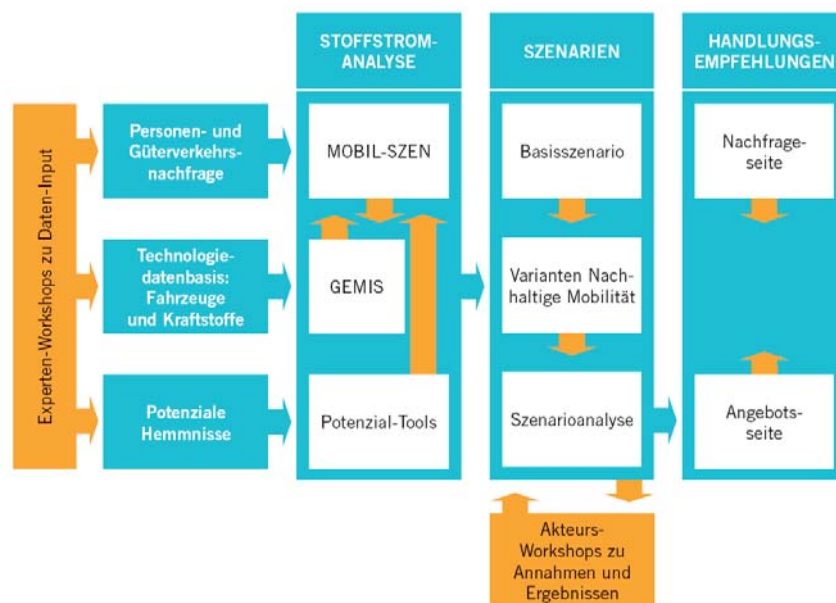 STOFFSTROM-
ANALYSE
SZENARIEN
HANDLUNGS-
EMPFEHLUNGEN
Experten-Workshops zu Daten-Input
Personen- und
Güterverkehrs-
nachfrage
MOBIL-SZEN
Basisszenario
Nachfrage-
seite
Technologie-
datenbasis:
Fahrzeuge
und Kraftstoffe
GEMIS
Varianten Nach-
haltige Mobilität
Potenziale
Hemmnisse
Potenzial-Tools
Szenarioanalyse
Angebots-
seite
Akteurs-
Workshops zu
Annahmen und
Ergebnissen